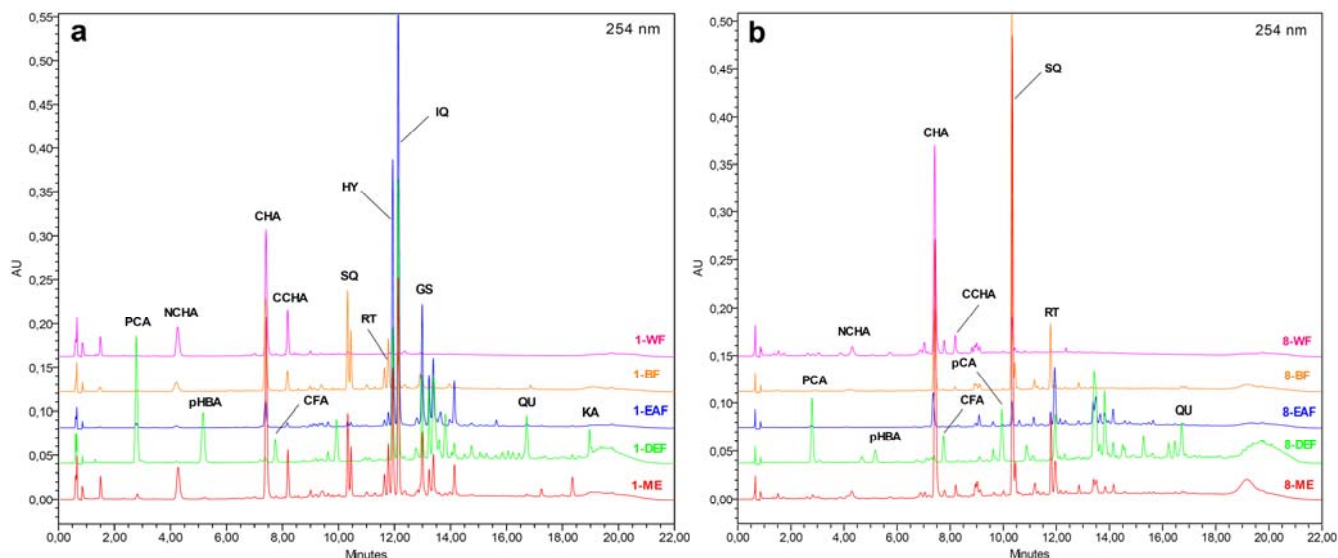 a
254 nm
0,55
0,50
0,45
0,40
0,35
0,30
0,25
0,20
0,15
0,10
0,05
0,00
AU
IQ
HY
CHA
SQ
GS
CCHA
NCHA
PCA
RT
1-WF
1-BF
pHBA
CFA
QU
KA
1-EAF
1-DEF
1-ME
0,00 2,00 4,00 6,00 8,00 10,00 12,00 14,00 16,00 18,00 20,00 22,00
Minutes
b
254 nm
0,50
0,45
0,40
0,35
0,30
0,25
0,20
0,15
0,10
0,05
0,00
AU
SQ
CHA
CCHA
RT
NCHA
8-WF
pCA
PCA
8-BF
CFA
QU
pHBA
8-EAF
8-DEF
8-ME
0,00 2,00 4,00 6,00 8,00 10,00 12,00 14,00 16,00 18,00 20,00 22,00
Minutes